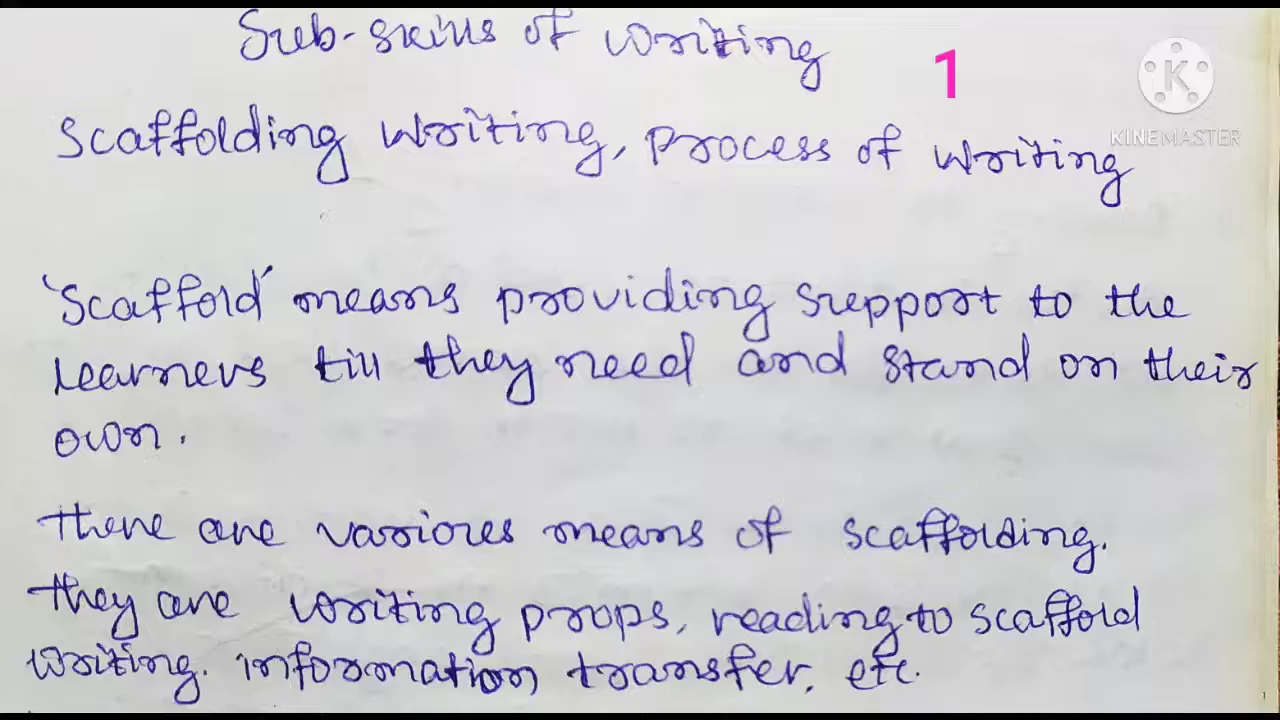 Sub-skills of writing
1
K
KINEMASTER
Scaffolding writing, process of writing
'Scaffold' means providing support to the
learners till they need and stand on their
own.
There are various means of scaffolding.
They are writing props, reading to scaffold
writing. information transfer, etc.